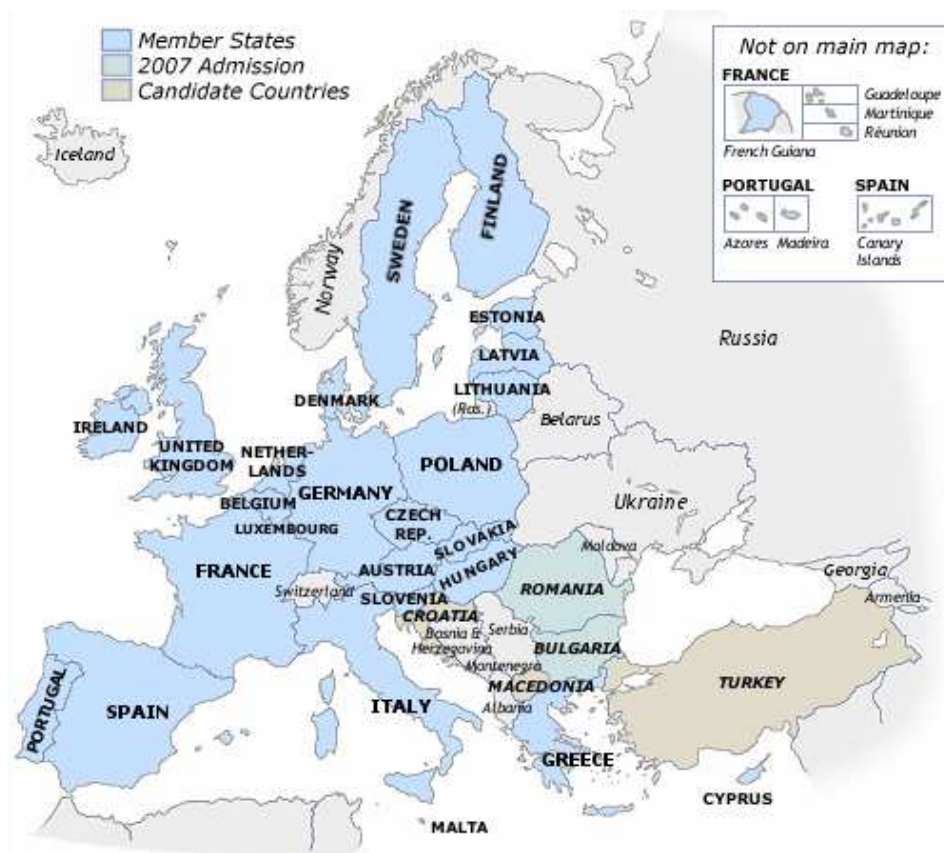 Member States
2007 Admission
Candidate Countries
Not on main map:
FRANCE
Guadeloupe
Martinique
Réunion
French Guiana
PORTUGAL
SPAIN
Azores
Madeira
Canary
Islands
Iceland
Norway
SWEDEN
FINLAND
Russia
ESTONIA
LATVIA
LITHUANIA
(Ros.)
DENMARK
Belarus
IRELAND
UNITED
KINGDOM
NETHER-
LANDS
POLAND
BELGIUM
GERMANY
Ukraine
LUXEMBOURG
CZECH
REP.
SLOVAKIA
Moldova
FRANCE
Switzerland
AUSTRIA
HUNGARY
ROMANIA
Georgia
Armenia
SLOVENIA
CROATIA
Bosnia &
Herzegovina
Serbia
BULGARIA
Montenegro
MACEDONIA
Albania
TURKEY
PORTUGAL
SPAIN
ITALY
GREECE
CYPRUS
MALTA